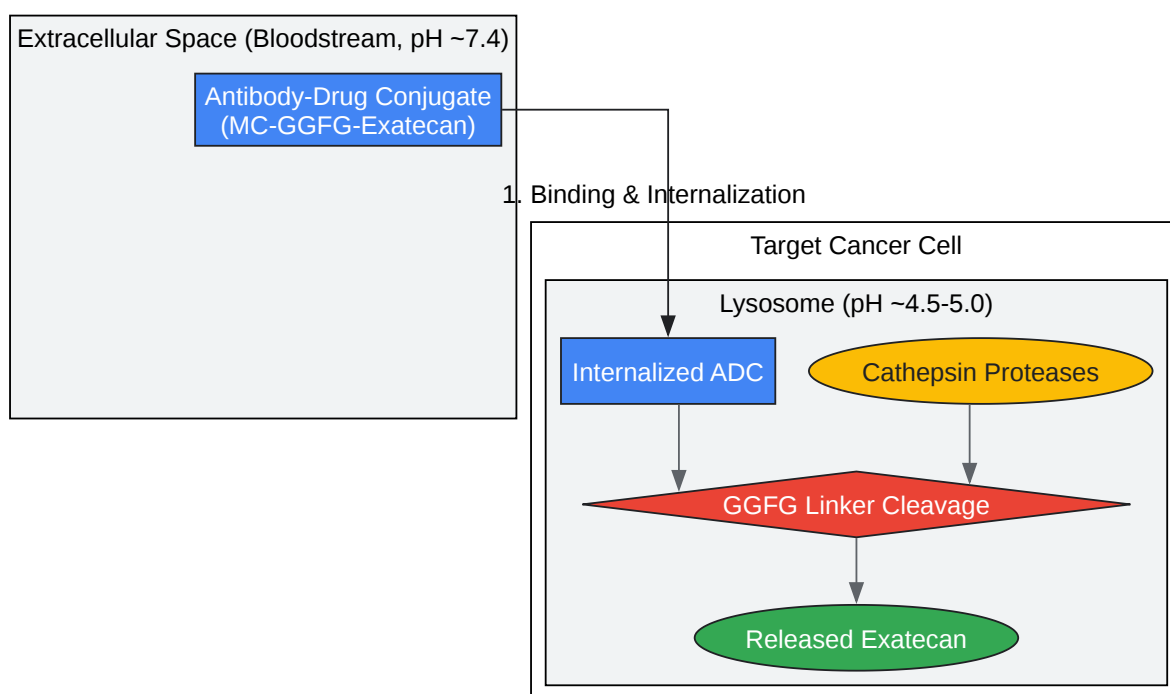 Extracellular Space (Bloodstream, pH ~7.4)
Antibody-Drug Conjugate
(MC-GGFG-Exatecan)
1. Binding & Internalization
Target Cancer Cell
Lysosome (pH ~4.5-5.0)
Internalized ADC
Cathepsin Proteases
GGFG Linker Cleavage
Released Exatecan